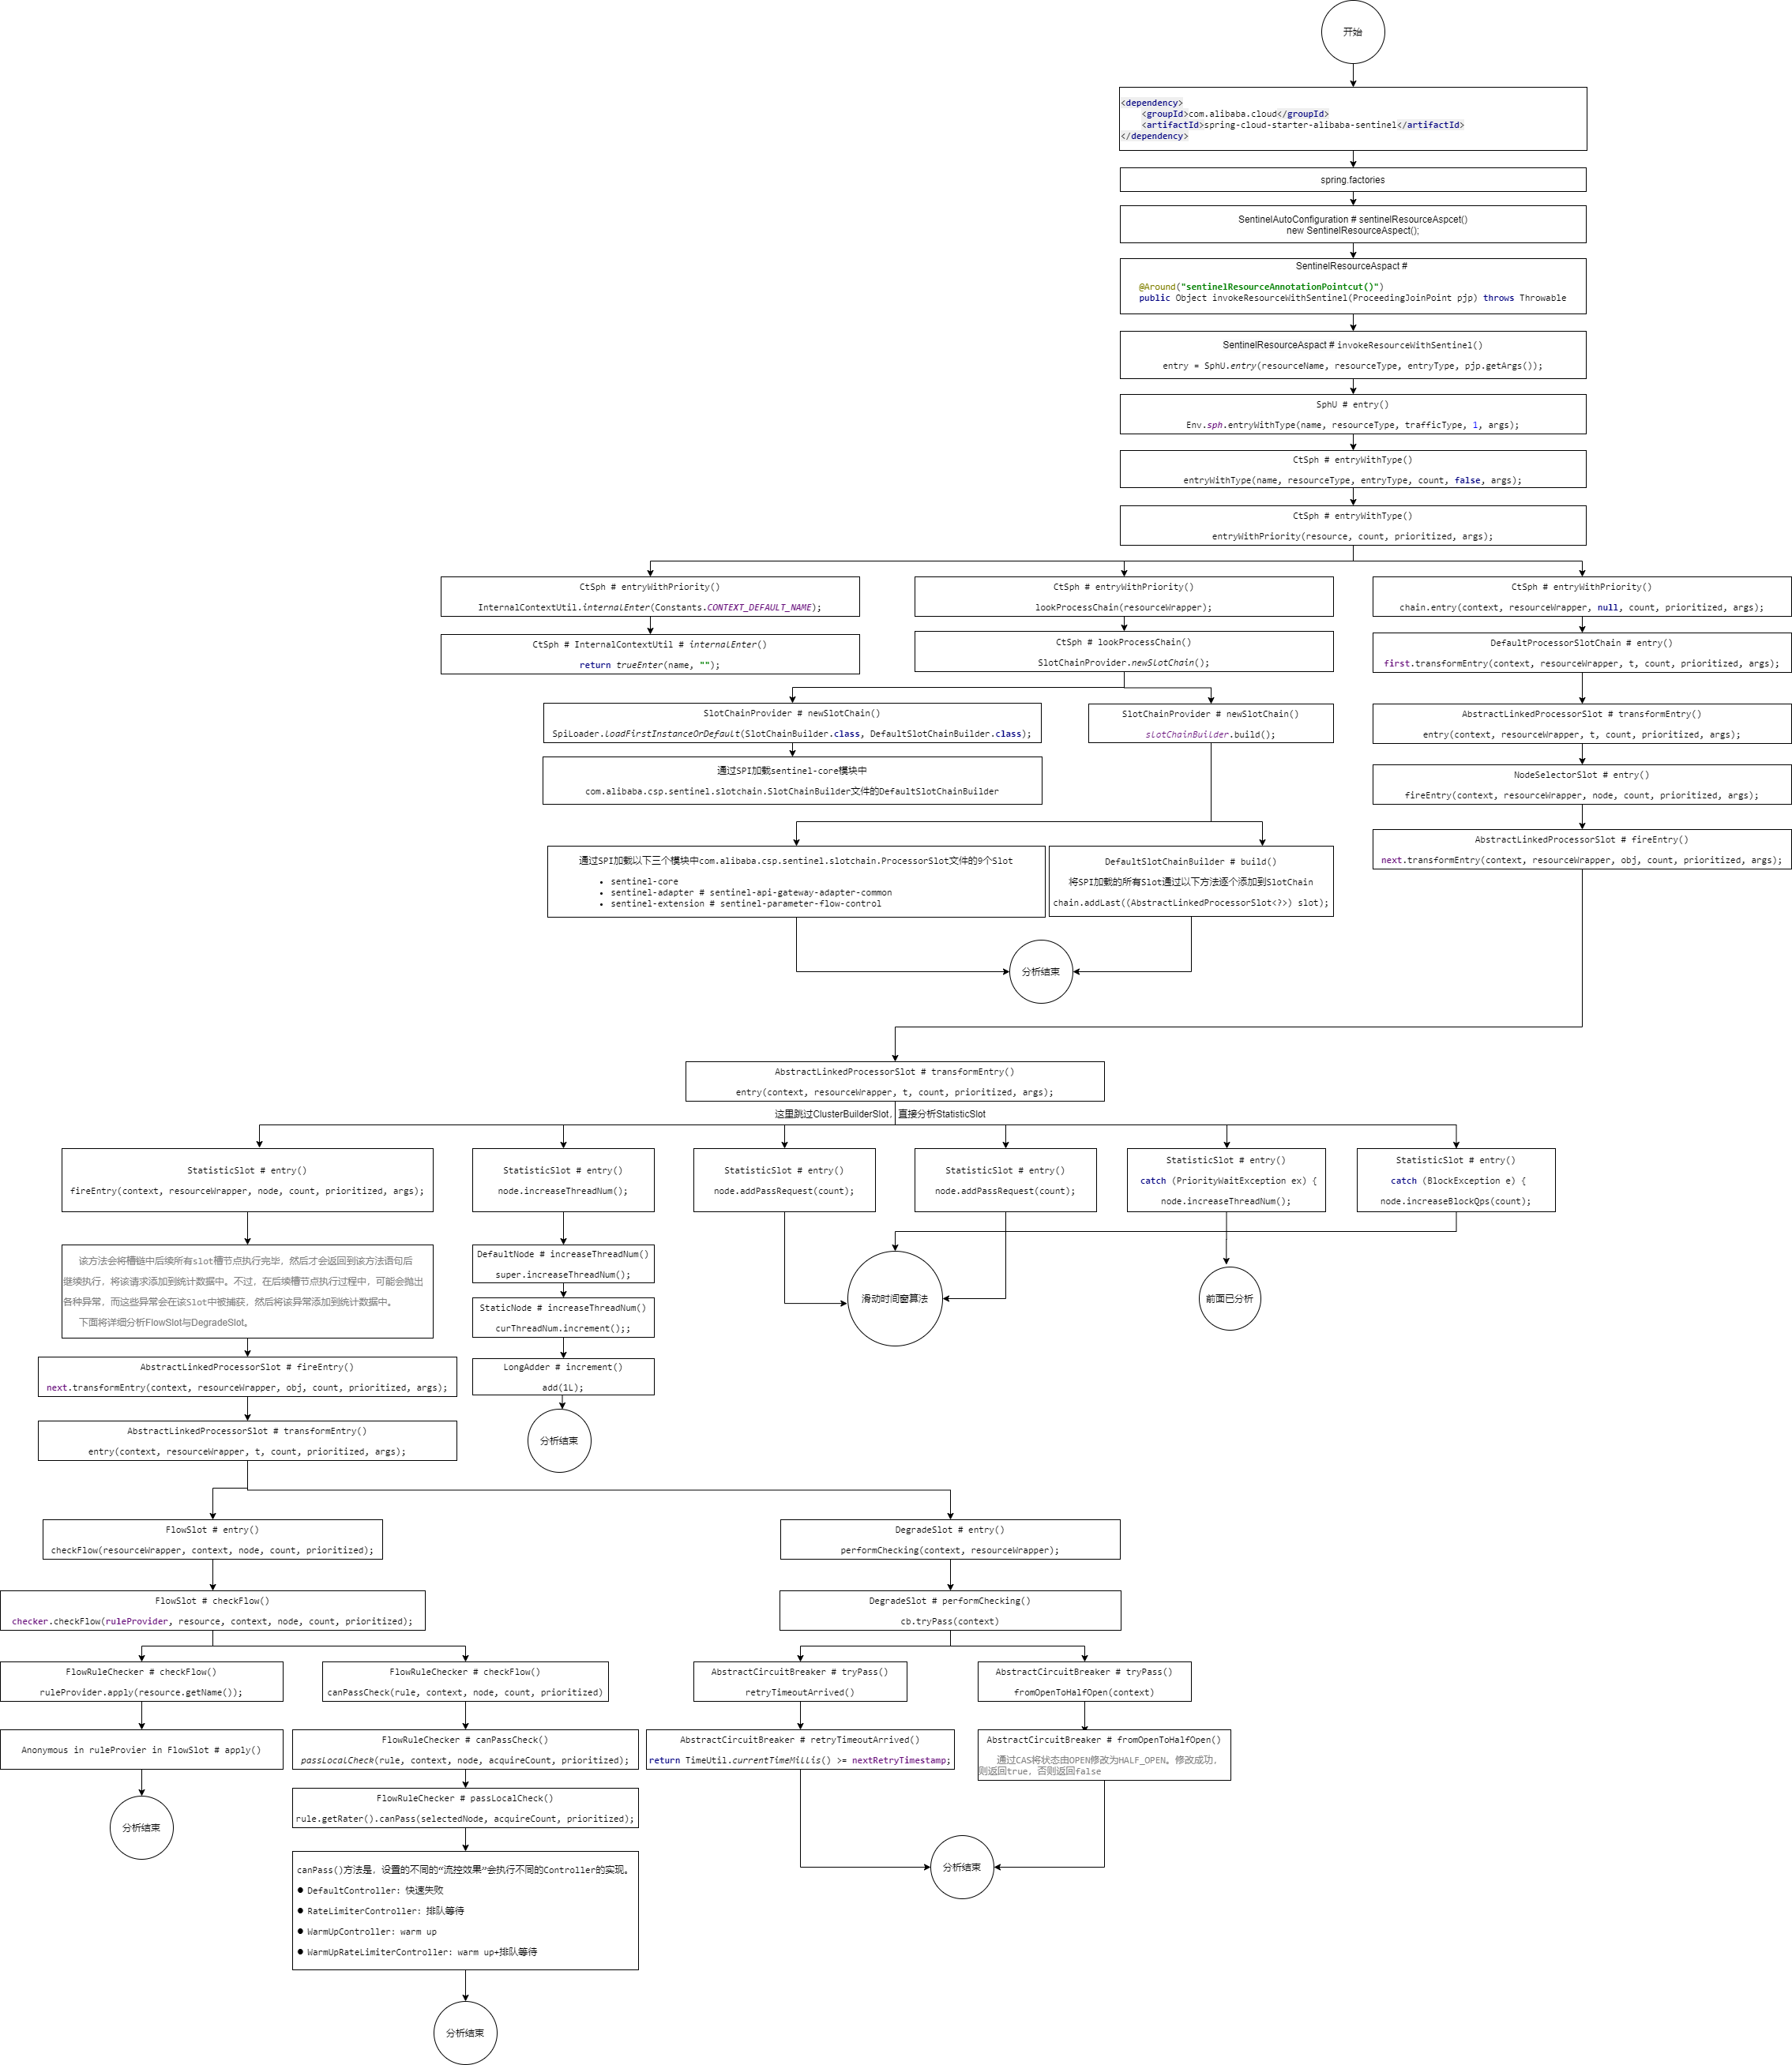 开始
<dependency>
<groupId>com.alibaba.cloud</groupId>
<artifactId>spring-cloud-starter-alibaba-sentinel</artifactId>
</dependency>
spring.factories
SentinelAutoConfiguration # sentinelResourceAspcet()
new SentinelResourceAspect();
SentinelResourceAspact #
@Around("sentinelResourceAnnotationPointcut()")
public Object invokeResourceWithSentinel(ProceedingJoinPoint pjp) throws Throwable
SentinelResourceAspact # invokeResourceWithSentinel()
entry = SphU.entry(resourceName, resourceType, entryType, pjp.getArgs());
SphU # entry()
Env.sph.entryWithType(name, resourceType, trafficType, 1, args);
CtSph # entryWithType()
entryWithType(name, resourceType, entryType, count, false, args);
CtSph # entryWithType()
entryWithPriority(resource, count, prioritized, args);
CtSph # entryWithPriority()
InternalContextUtil.internalEnter(Constants.CONTEXT_DEFAULT_NAME);
CtSph # entryWithPriority()
lookProcessChain(resourceWrapper);
CtSph # entryWithPriority()
chain.entry(context, resourceWrapper, null, count, prioritized, args);
CtSph # InternalContextUtil # internalEnter()
return trueEnter(name, "");
CtSph # lookProcessChain()
SlotChainProvider.newSlotChain();
DefaultProcessorSlotChain # entry()
first.transformEntry(context, resourceWrapper, t, count, prioritized, args);
SlotChainProvider # newSlotChain()
SpiLoader.loadFirstInstanceOrDefault(SlotChainBuilder.class, DefaultSlotChainBuilder.class);
SlotChainProvider # newSlotChain()
slotChainBuilder.build();
AbstractLinkedProcessorSlot # transformEntry()
entry(context, resourceWrapper, t, count, prioritized, args);
通过SPI加载sentinel-core模块中
com.alibaba.csp.sentinel.slotchain.SlotChainBuilder文件的DefaultSlotChainBuilder
NodeSelectorSlot # entry()
fireEntry(context, resourceWrapper, node, count, prioritized, args);
AbstractLinkedProcessorSlot # fireEntry()
next.transformEntry(context, resourceWrapper, obj, count, prioritized, args);
通过SPI加载以下三个模块中com.alibaba.csp.sentinel.slotchain.ProcessorSlot文件的9个Slot
• sentinel-core
• sentinel-adapter # sentinel-api-gateway-adapter-common
• sentinel-extension # sentinel-parameter-flow-control
DefaultSlotChainBuilder # build()
将SPI加载的所有Slot通过以下方法逐个添加到SlotChain
chain.addLast((AbstractLinkedProcessorSlot<?>) slot);
分析结束
AbstractLinkedProcessorSlot # transformEntry()
entry(context, resourceWrapper, t, count, prioritized, args);
这里跳过ClusterBuilderSlot，直接分析StatisticSlot
StatisticSlot # entry()
fireEntry(context, resourceWrapper, node, count, prioritized, args);
StatisticSlot # entry()
node.increaseThreadNum();
StatisticSlot # entry()
node.addPassRequest(count);
StatisticSlot # entry()
node.addPassRequest(count);
StatisticSlot # entry()
catch (PriorityWaitException ex) {
node.increaseThreadNum();
StatisticSlot # entry()
catch (BlockException e) {
node.increaseBlockQps(count);
该方法会将槽链中后续所有slot槽节点执行完毕，然后才会返回到该方法语句后
继续执行，将该请求添加到统计数据中。不过，在后续槽节点执行过程中，可能会抛出
各种异常，而这些异常会在该Slot中被捕获，然后将该异常添加到统计数据中。
下面将详细分析FlowSlot与DegradeSlot。
DefaultNode # increaseThreadNum()
super.increaseThreadNum();
滑动时间窗算法
前面已分析
StaticNode # increaseThreadNum()
curThreadNum.increment();;
AbstractLinkedProcessorSlot # fireEntry()
next.transformEntry(context, resourceWrapper, obj, count, prioritized, args);
LongAdder # increment()
add(1L);
AbstractLinkedProcessorSlot # transformEntry()
entry(context, resourceWrapper, t, count, prioritized, args);
分析结束
FlowSlot # entry()
checkFlow(resourceWrapper, context, node, count, prioritized);
DegradeSlot # entry()
performChecking(context, resourceWrapper);
FlowSlot # checkFlow()
checker.checkFlow(ruleProvider, resource, context, node, count, prioritized);
DegradeSlot # performChecking()
cb.tryPass(context)
FlowRuleChecker # checkFlow()
ruleProvider.apply(resource.getName());
FlowRuleChecker # checkFlow()
canPassCheck(rule, context, node, count, prioritized)
AbstractCircuitBreaker # tryPass()
retryTimeoutArrived()
AbstractCircuitBreaker # tryPass()
fromOpenToHalfOpen(context)
Anonymous in ruleProvier in FlowSlot # apply()
FlowRuleChecker # canPassCheck()
passLocalCheck(rule, context, node, acquireCount, prioritized);
AbstractCircuitBreaker # retryTimeoutArrived()
return TimeUtil.currentTimeMillis() >= nextRetryTimestamp;
AbstractCircuitBreaker # fromOpenToHalfOpen()
通过CAS将状态由OPEN修改为HALF_OPEN。修改成功，
则返回true，否则返回false
分析结束
FlowRuleChecker # passLocalCheck()
rule.getRater().canPass(selectedNode, acquireCount, prioritized);
canPass()方法是，设置的不同的“流控效果”会执行不同的Controller的实现。
● DefaultController: 快速失败
● RateLimiterController: 排队等待
● WarmUpController: warm up
● WarmUpRateLimiterController: warm up+排队等待
分析结束
分析结束